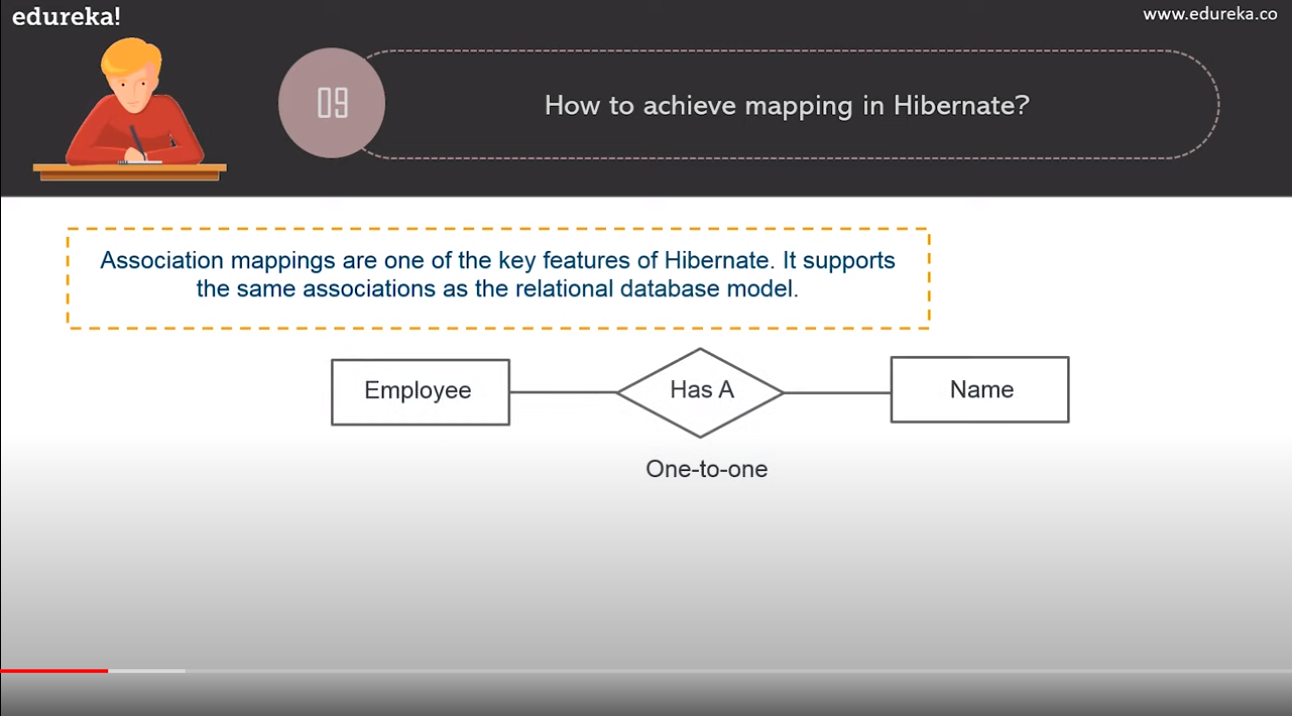 edureka!
www.edureka.co
09
How to achieve mapping in Hibernate?
Association mappings are one of the key features of Hibernate. It supports
the same associations as the relational database model.
Employee
Has A
Name
One-to-one